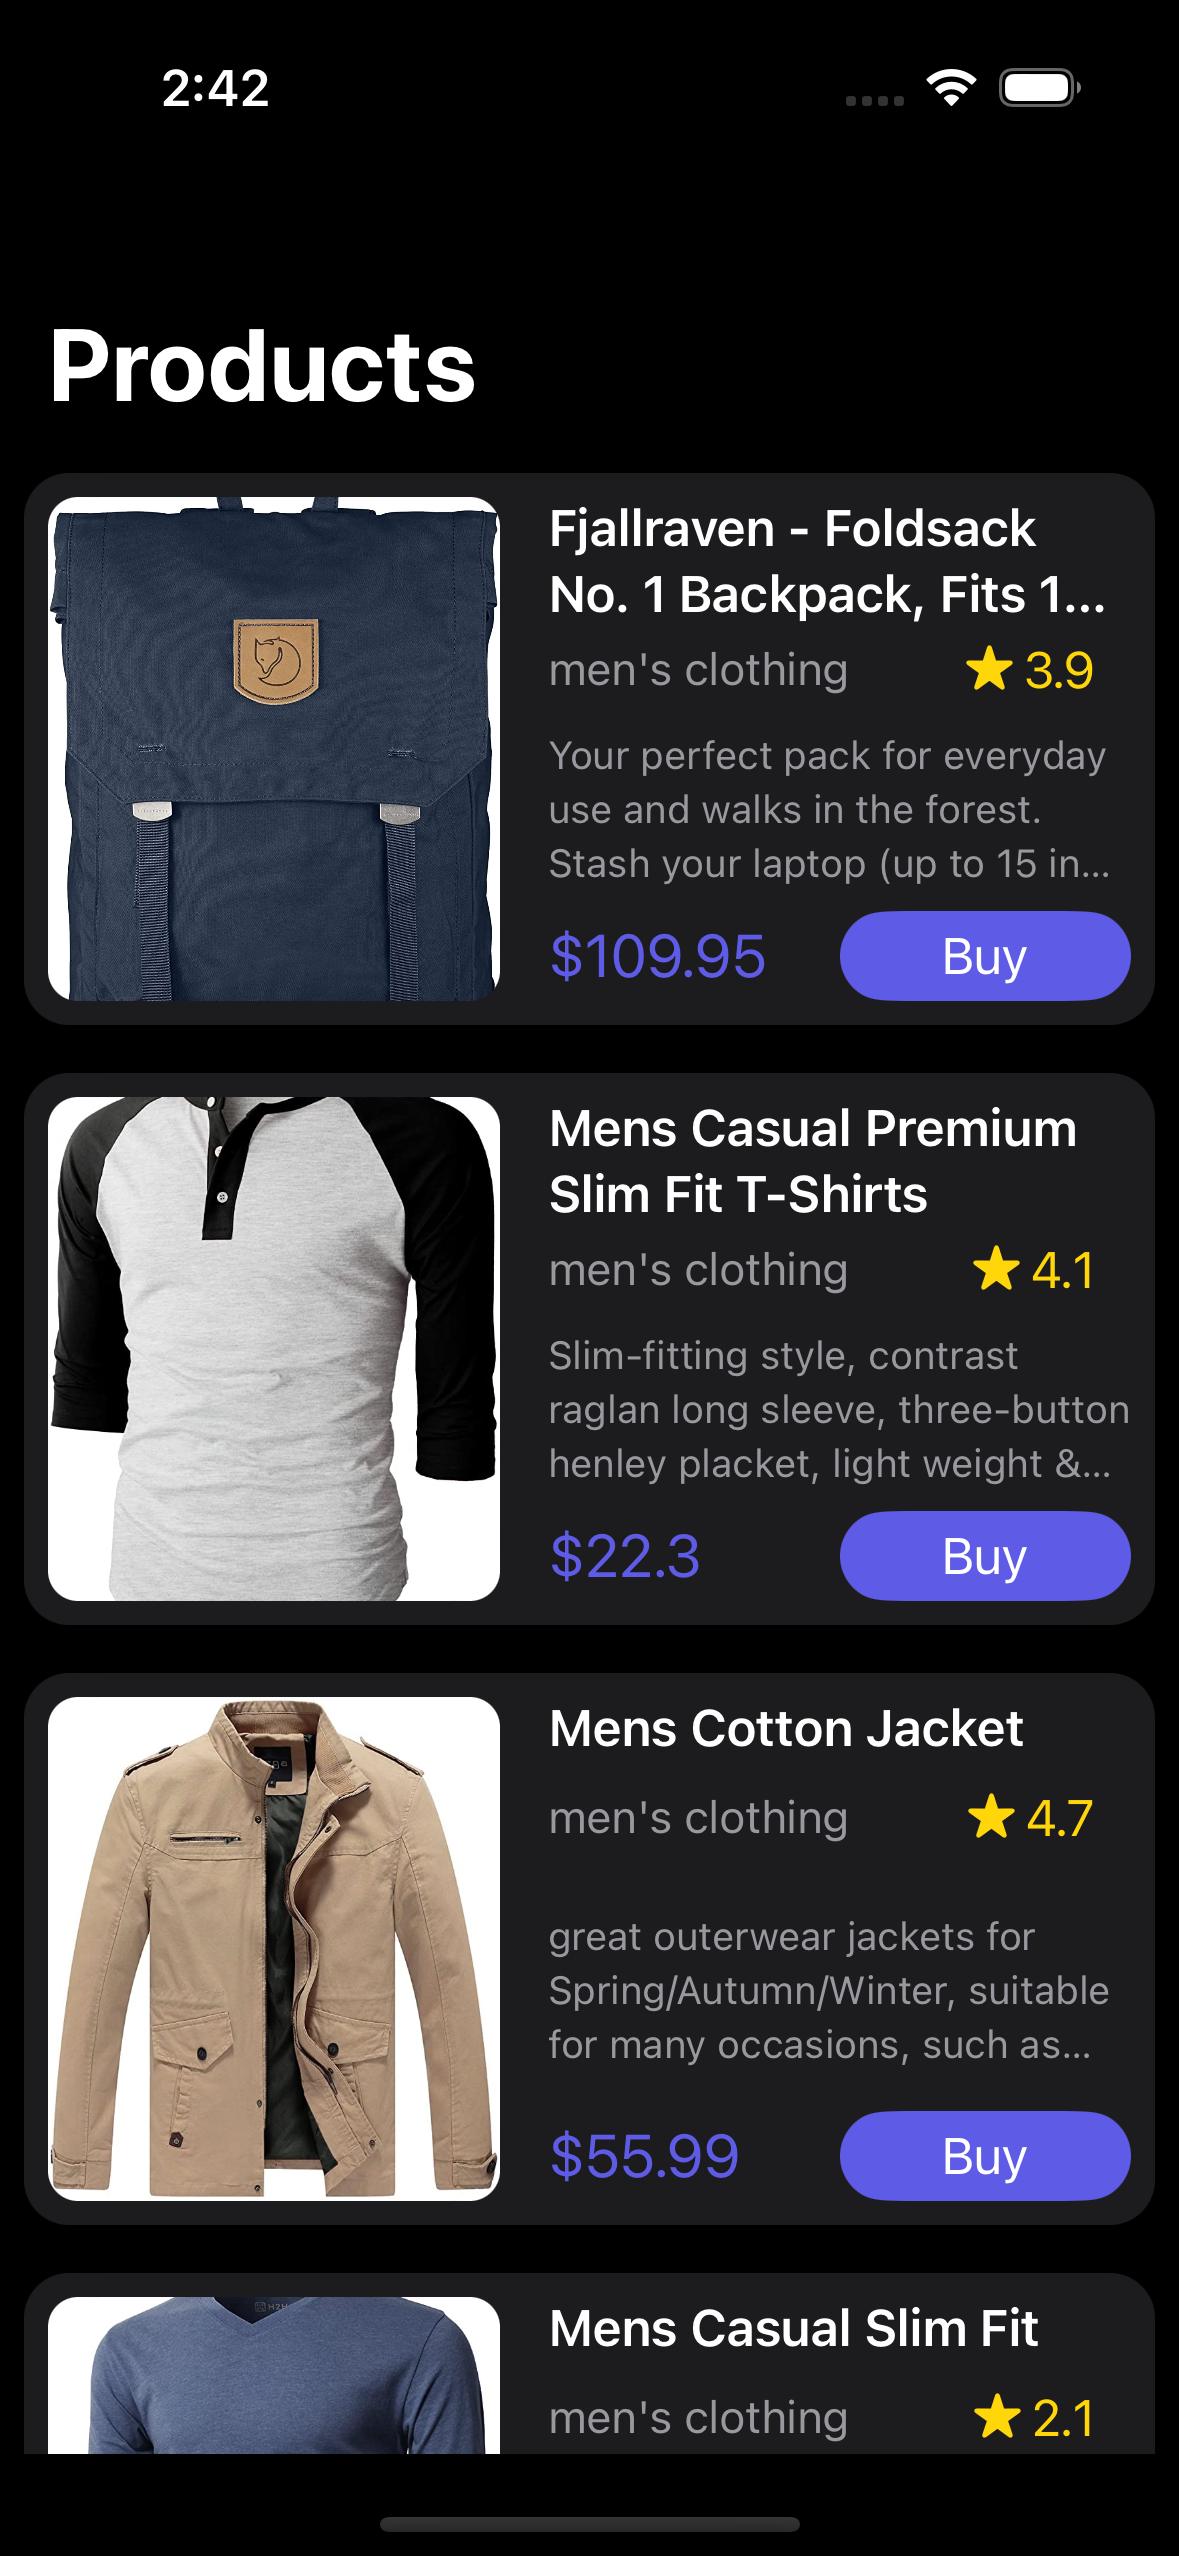 2:42
Products
Fjallraven - Foldsack
No. 1 Backpack, Fits 1...
men's clothing
3.9
Your perfect pack for everyday
use and walks in the forest.
Stash your laptop (up to 15 in...
$109.95
Buy
Mens Casual Premium
Slim Fit T-Shirts
men's clothing
4.1
Slim-fitting style, contrast
raglan long sleeve, three-button
henley placket, light weight &...
$22.3
Buy
Mens Cotton Jacket
men's clothing
4.7
great outerwear jackets for
Spring/Autumn/Winter, suitable
for many occasions, such as...
$55.99
Buy
Mens Casual Slim Fit
men's clothing
2.1